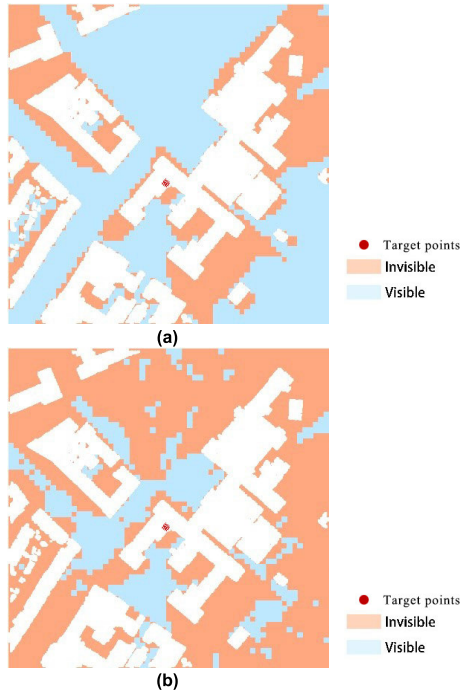 Target points
Invisible
Visible
(a)
Target points
Invisible
Visible
(b)